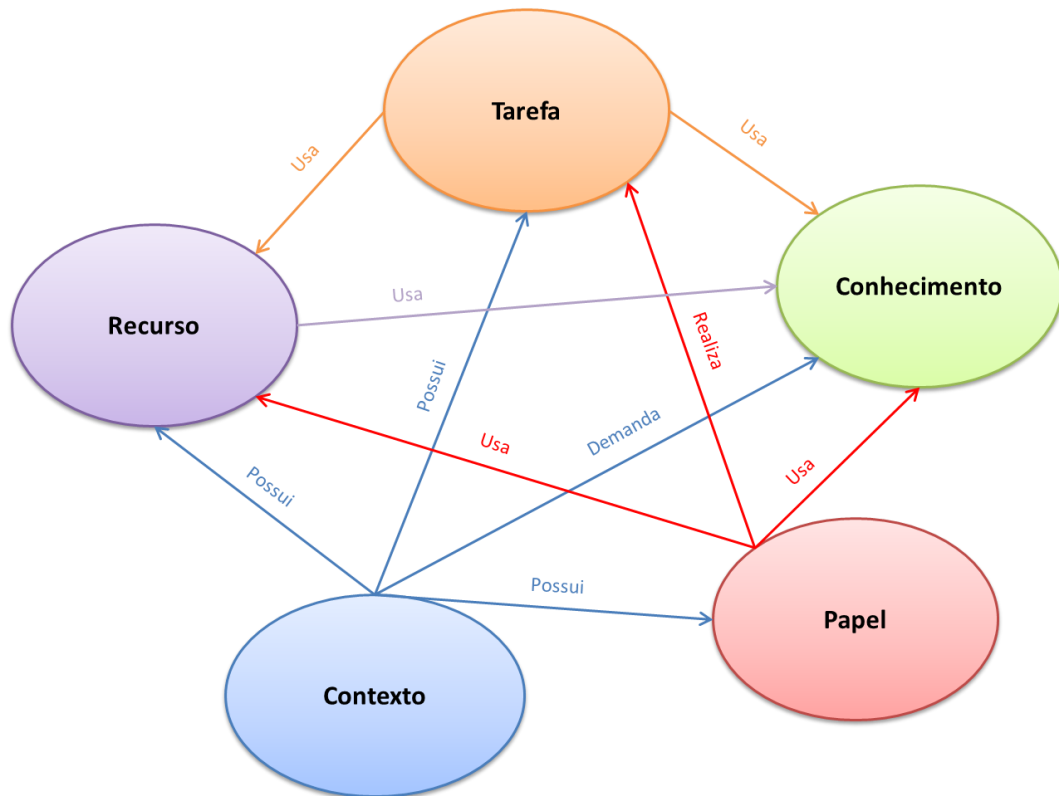 Tarefa
Usa
Usa
Conhecimento
Usa
Recurso
Realiza
Possui
Demanda
Usa
Usa
Possui
Possui
Papel
Contexto